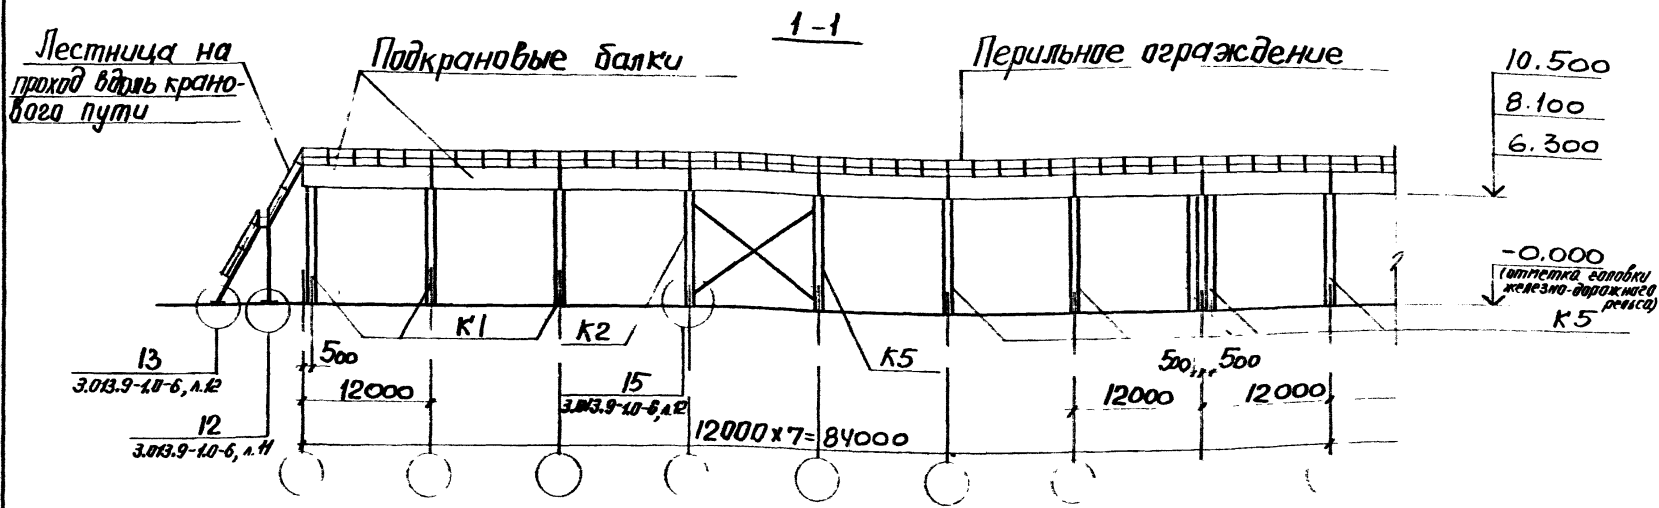 1-1
Лестница на
проход вдоль крано-
вого пути
Подкрановые балки
Перильное ограждение
10.500
8.100
6.300
-0.000
(отметка головки
железно-дорожного
рельса)
К1
К2
К5
К5
13
3.013.9-1.0-6, л.12
500
12000
15
3.013.9-1.0-6, л.12
500
500
12000
12000
12
3.013.9-1.0-6, л.11
12000х7=84000